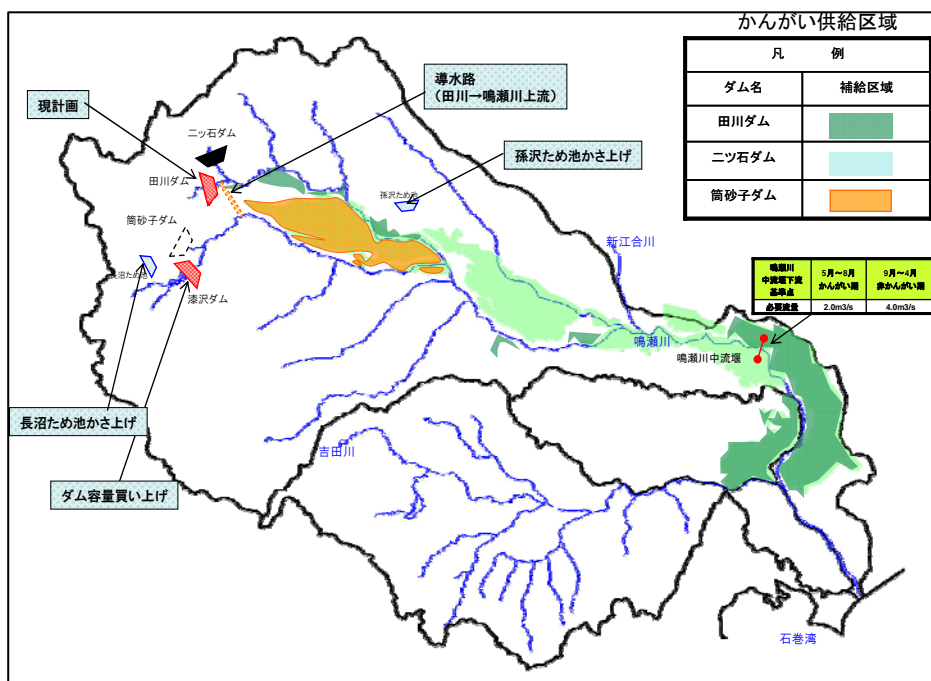 かんがい供給区域
凡 例
ダム名 補給区域
田川ダム
二ッ石ダム
筒砂子ダム
導水路
(田川→鳴瀬川上流)
現計画
二ッ石ダム
孫沢ため池かさ上げ
田川ダム
孫沢ため池
筒砂子ダム
新江合川
長沼ため池
漆沢ダム
鳴瀬川
中流堰下流
基準点
5月~8月
かんがい期
9月~4月
非かんがい期
必要流量 2.0m3/s 4.0m3/s
鳴瀬川
鳴瀬川中流堰
長沼ため池かさ上げ
吉田川
ダム容量買い上げ
石巻湾